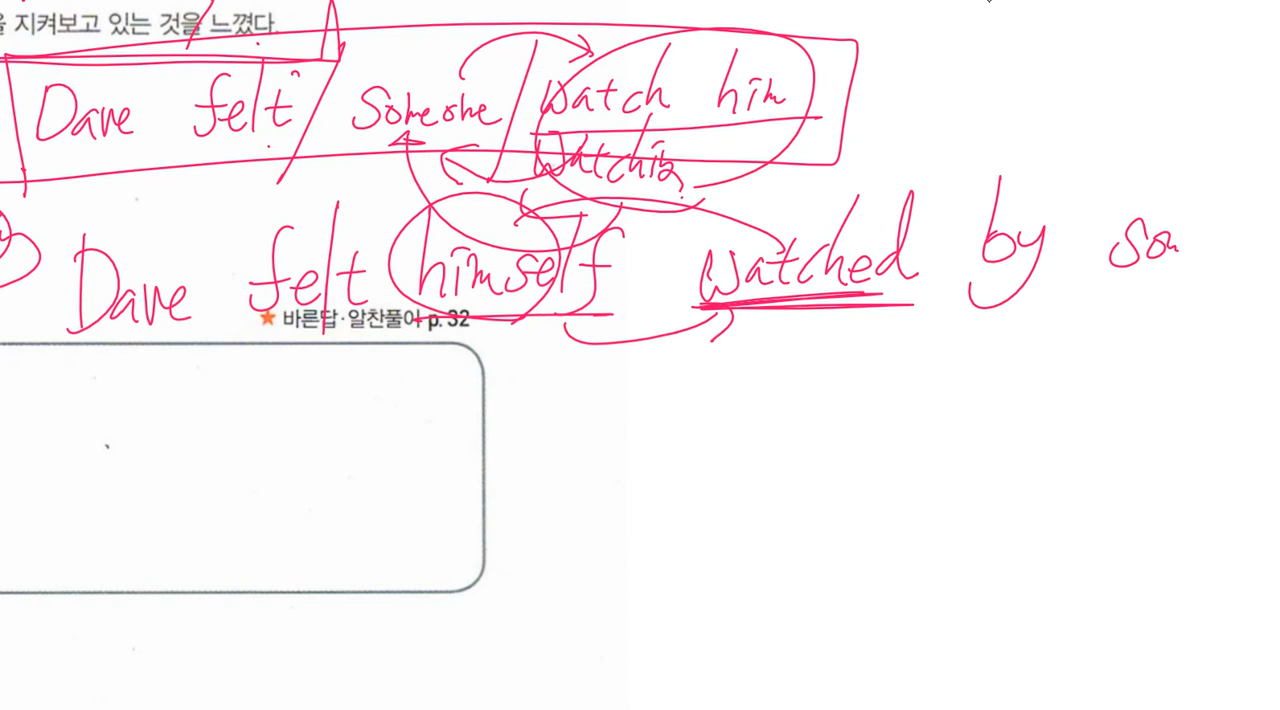 을 지켜보고 있는 것을 느꼈다.
Dave felt someone watch him
watching
Dave felt himself watched by so
★ 바른답·알찬풀이 p. 32